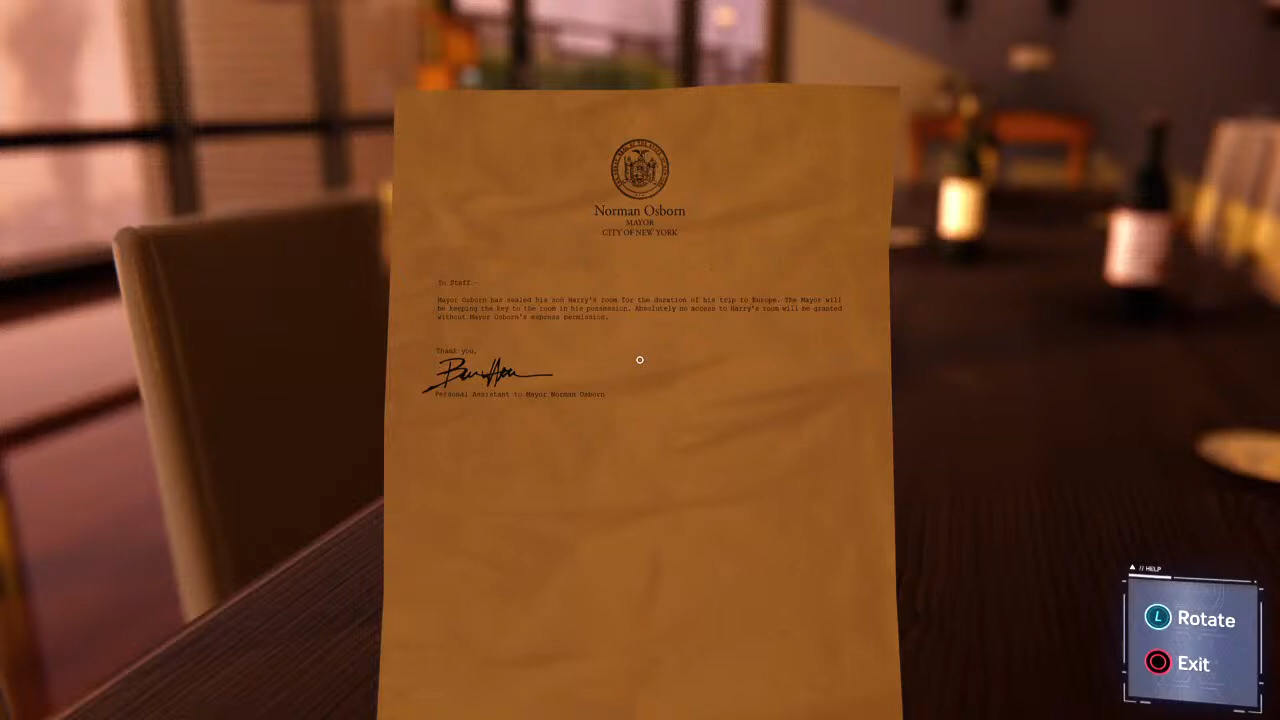 Norman Osborn
MAYOR
CITY OF NEW YORK
To Staff—
Mayor Osborn has sealed his son Harry's room for the duration of his trip to Europe. The Mayor will
be keeping the key to the room in his possession. Absolutely no access to Harry's room will be granted
without Mayor Osborn's express permission.
Thank you,
Personal Assistant to Mayor Norman Osborn
// HELP
L Rotate
Exit